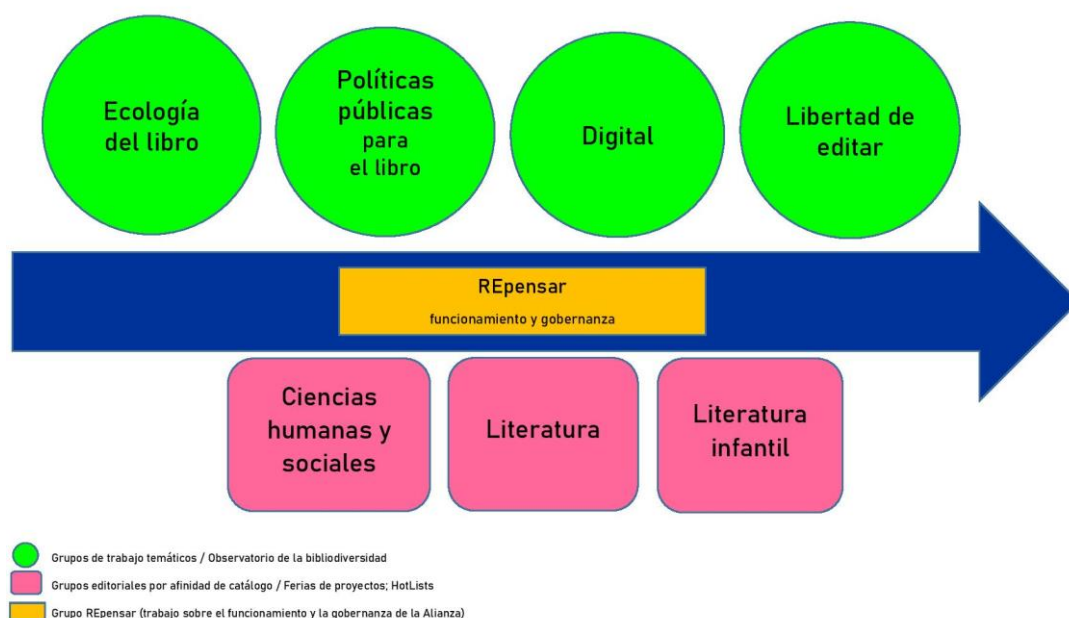 Ecología
del libro
Políticas
públicas
para
el libro
Digital
Libertad de
editar
REpensar
funcionamiento y gobernanza
Ciencias
humanas y
sociales
Literatura
Literatura
infantil
Grupos de trabajo temáticos / Observatorio de la bibliodiversidad
Grupos editoriales por afinidad de catálogo / Ferias de proyectos; HotLists
Grupo REpensar (trabajo sobre el funcionamiento y la gobernanza de la Alianza)